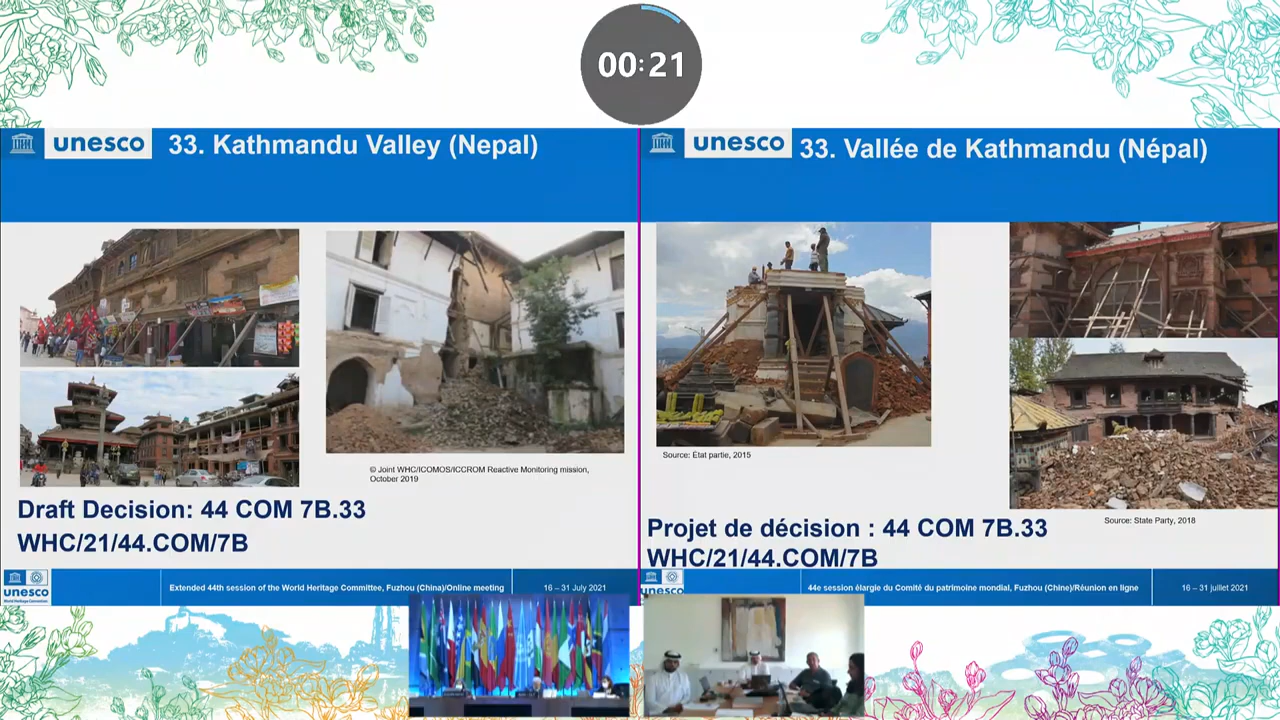 00:21
unesco
33. Kathmandu Valley (Nepal)
© Joint WHC/ICOMOS/ICCROM Reactive Monitoring mission,
October 2019
Draft Decision: 44 COM 7B.33
WHC/21/44.COM/7B
unesco
Extended 44th session of the World Heritage Committee, Fuzhou (China)/Online meeting
16 – 31 July 2021
unesco
33. Vallée de Kathmandu (Népal)
Source: État partie, 2015
Source: State Party, 2018
Projet de décision : 44 COM 7B.33
WHC/21/44.COM/7B
unesco
44e session élargie du Comité du patrimoine mondial, Fuzhou (Chine)/Réunion en ligne
16 – 31 juillet 2021